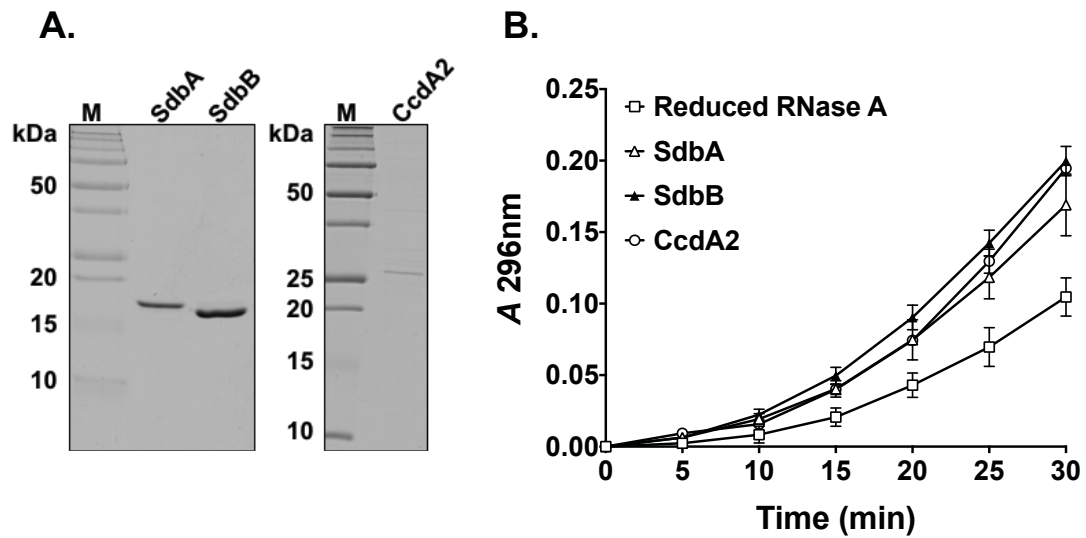 A.
M SdbA SdbB
kDa
50
20
15
10
M CcdA2
kDa
50
25
20
15
10
B.
0.25
0.20
0.15
0.10
0.05
0.00
A 296nm
Reduced RNase A
SdbA
SdbB
CcdA2
0 5 10 15 20 25 30
Time (min)